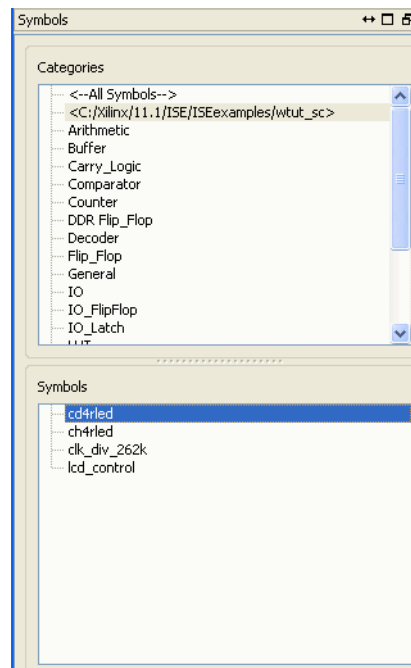 Symbols
Categories
<--All Symbols-->
<C:/Xilinx/11.1/ISE/ISEexamples/wtut_sc>
Arithmetic
Buffer
Carry_Logic
Comparator
Counter
DDR Flip_Flop
Decoder
Flip_Flop
General
IO
IO_FlipFlop
IO_Latch
Symbols
cd4rled
ch4rled
clk_div_262k
lcd_control